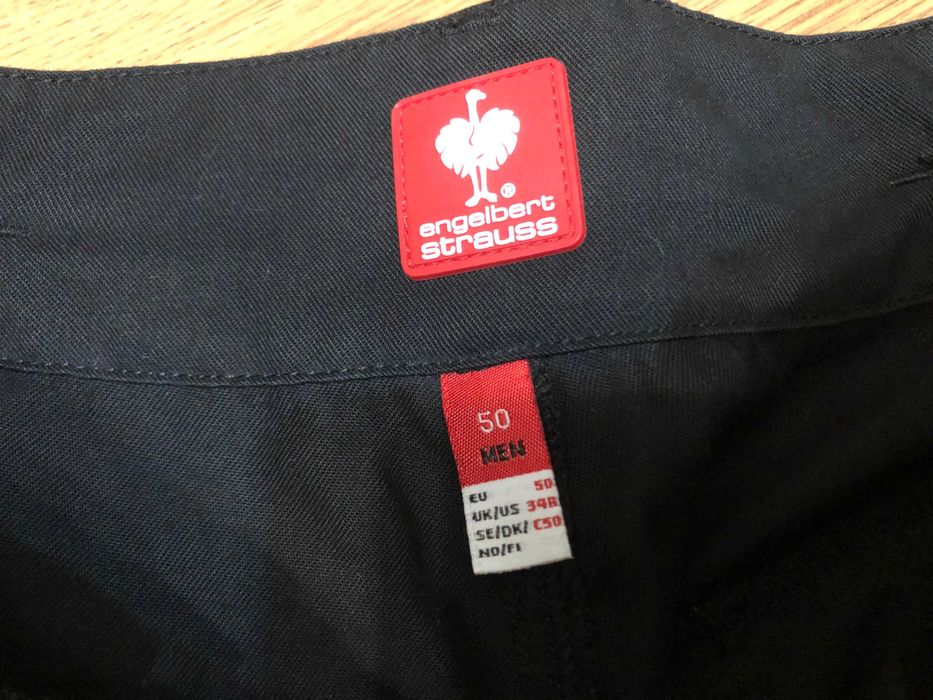 ®
engelbert
strauss
50
MEN
EU 50
UK/US 34R
SE/DK/ C50
NO/FI